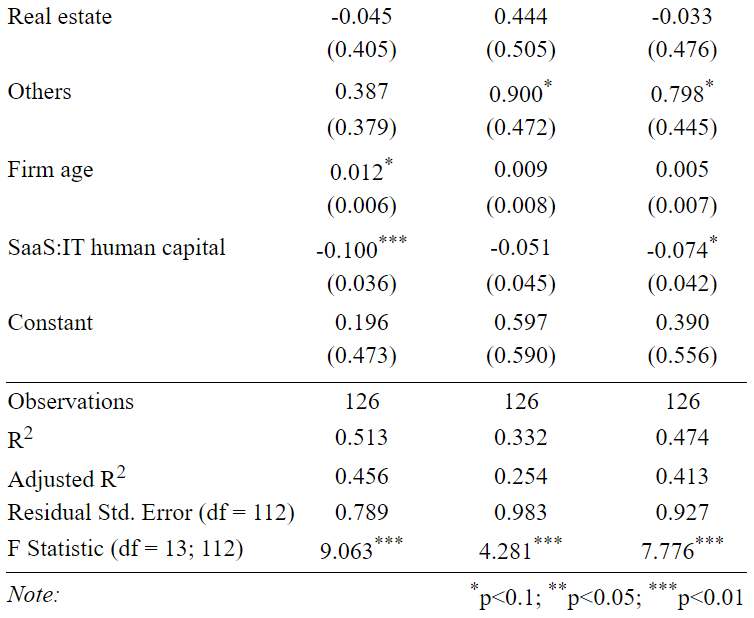 Real estate -0.045 0.444 -0.033
(0.405) (0.505) (0.476)
Others 0.387 0.900* 0.798*
(0.379) (0.472) (0.445)
Firm age 0.012* 0.009 0.005
(0.006) (0.008) (0.007)
SaaS:IT human capital -0.100*** -0.051 -0.074*
(0.036) (0.045) (0.042)
Constant 0.196 0.597 0.390
(0.473) (0.590) (0.556)
Observations 126 126 126
R2 0.513 0.332 0.474
Adjusted R2 0.456 0.254 0.413
Residual Std. Error (df = 112) 0.789 0.983 0.927
F Statistic (df = 13; 112) 9.063*** 4.281*** 7.776***
Note: *p<0.1; **p<0.05; ***p<0.01